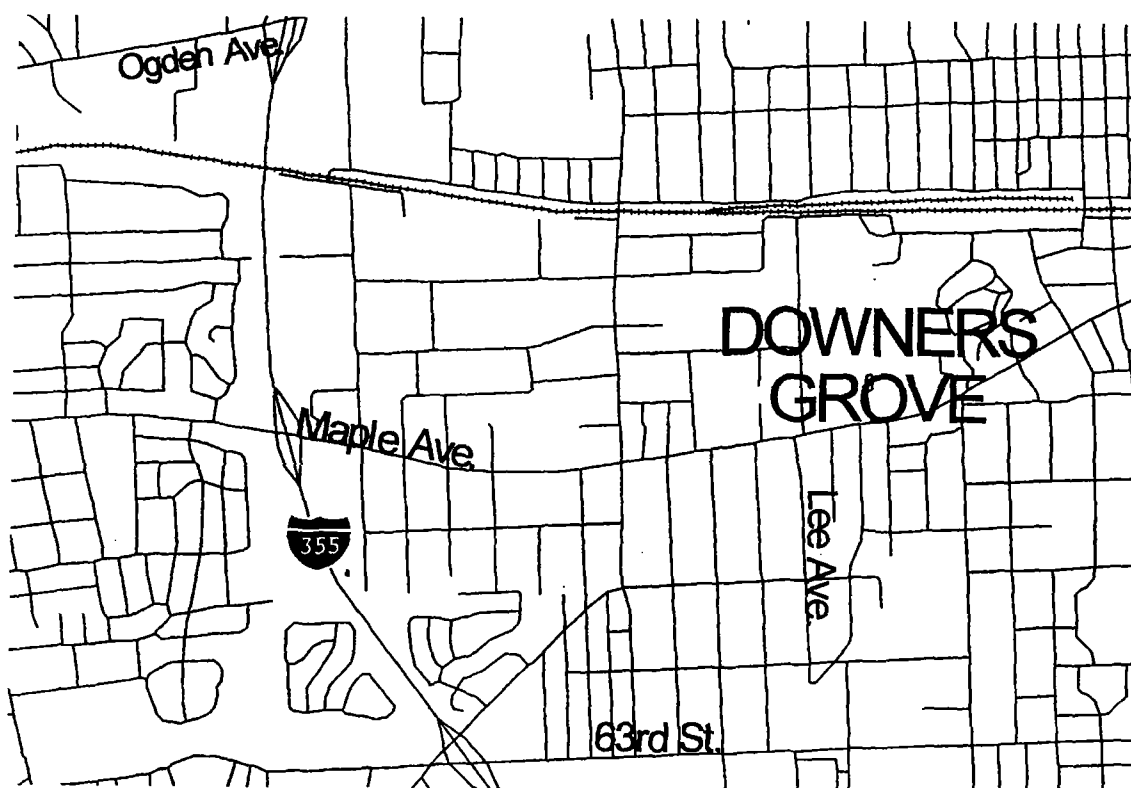 Ogden Ave.
DOWNERS
GROVE
Maple Ave.
Lee Ave.
355
63rd St.